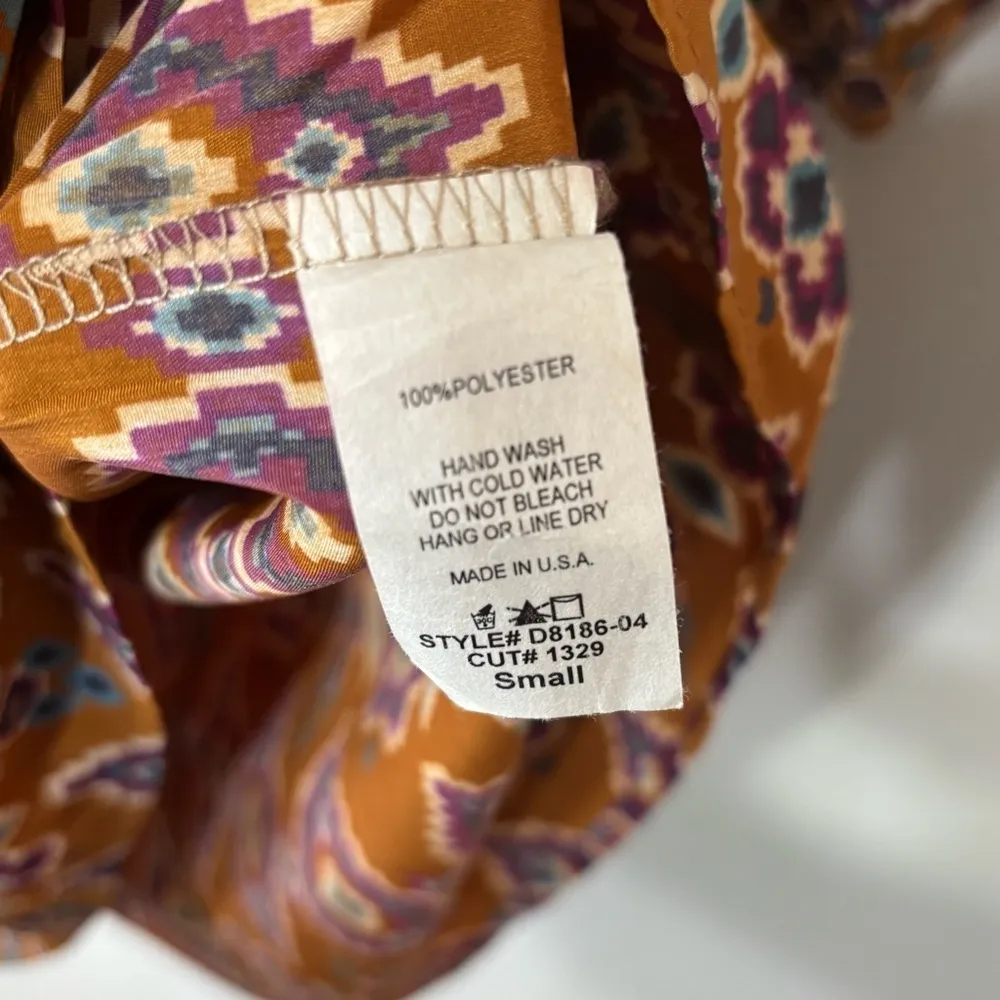 100%POLYESTER
HAND WASH
WITH COLD WATER
DO NOT BLEACH
HANG OR LINE DRY
MADE IN U.S.A.
STYLE# D8186-04
CUT# 1329
Small